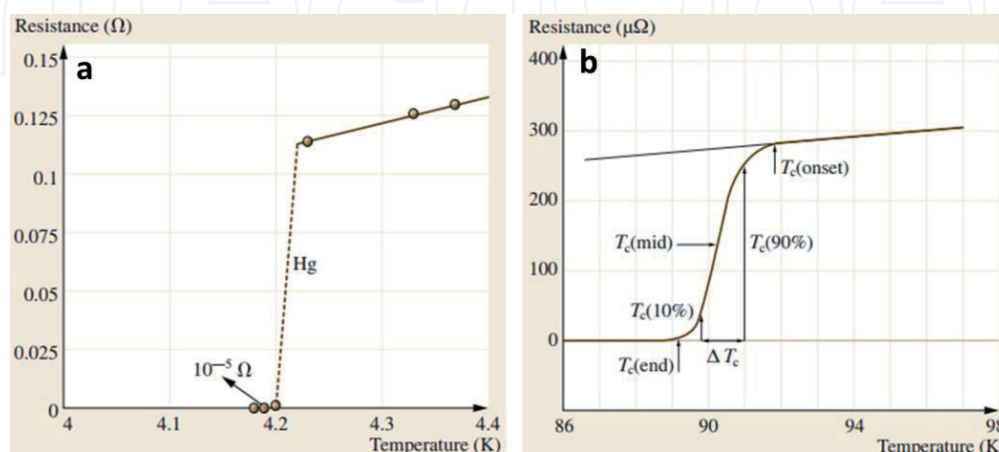 Resistance (Ω)
a
0.15
0.125
0.1
0.075
0.05
0.025
0
Hg
10⁻⁵ Ω
4 4.1 4.2 4.3 4.4
Temperature (K)
Resistance (μΩ)
b
400
300
200
100
0
Tc(onset)
Tc(mid)
Tc(90%)
Tc(10%)
Tc(end)
Δ Tc
86 90 94 98
Temperature (K)